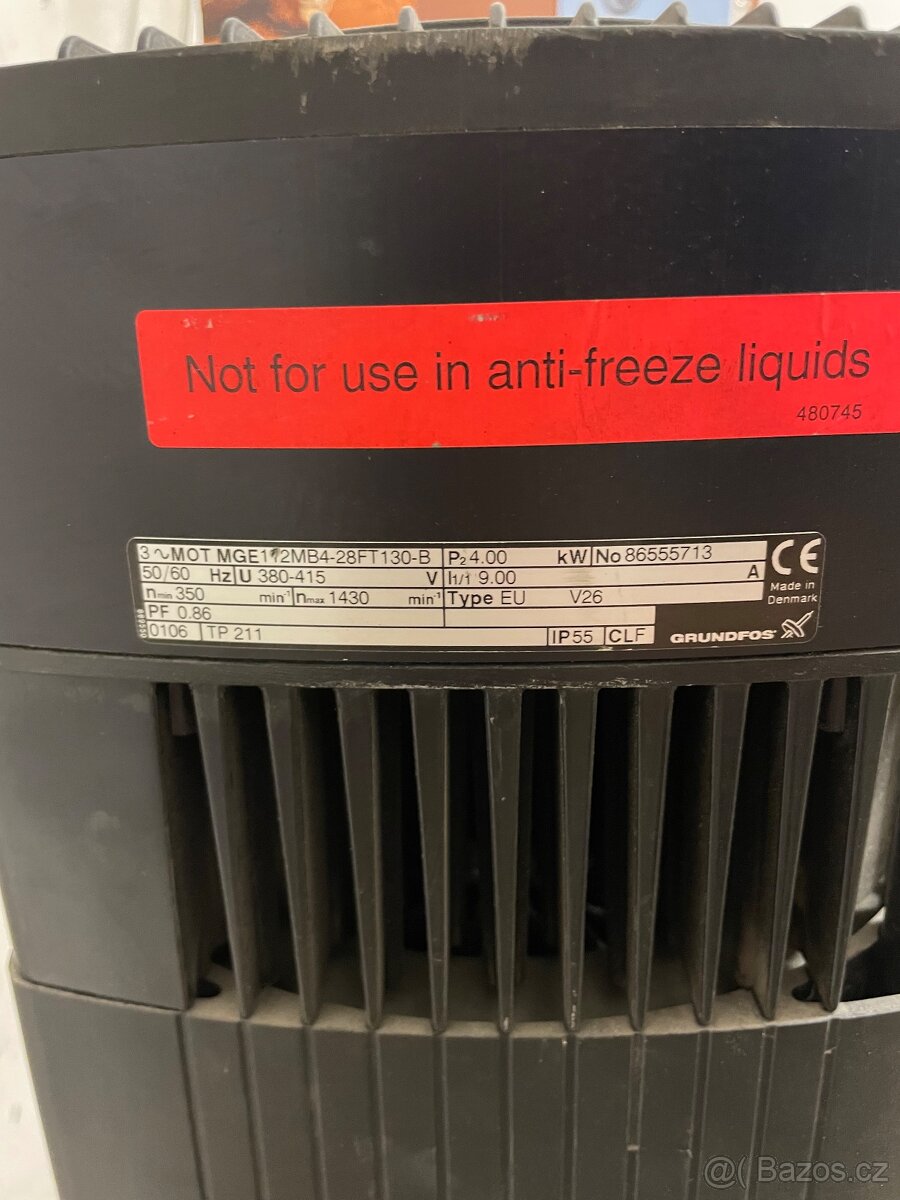 Not for use in anti-freeze liquids
480745
3~MOT MGE112MB4-28FT130-B P2 4.00 kW No 86555713
50/60 Hz U 380-415 V I1/1 9.00 A
nmin 350 min-1 nmax 1430 min-1 Type EU V26
PF 0.86
0106 TP 211 IP55 CLF
CE
Made in
Denmark
GRUNDFOS
@( Bazos.cz